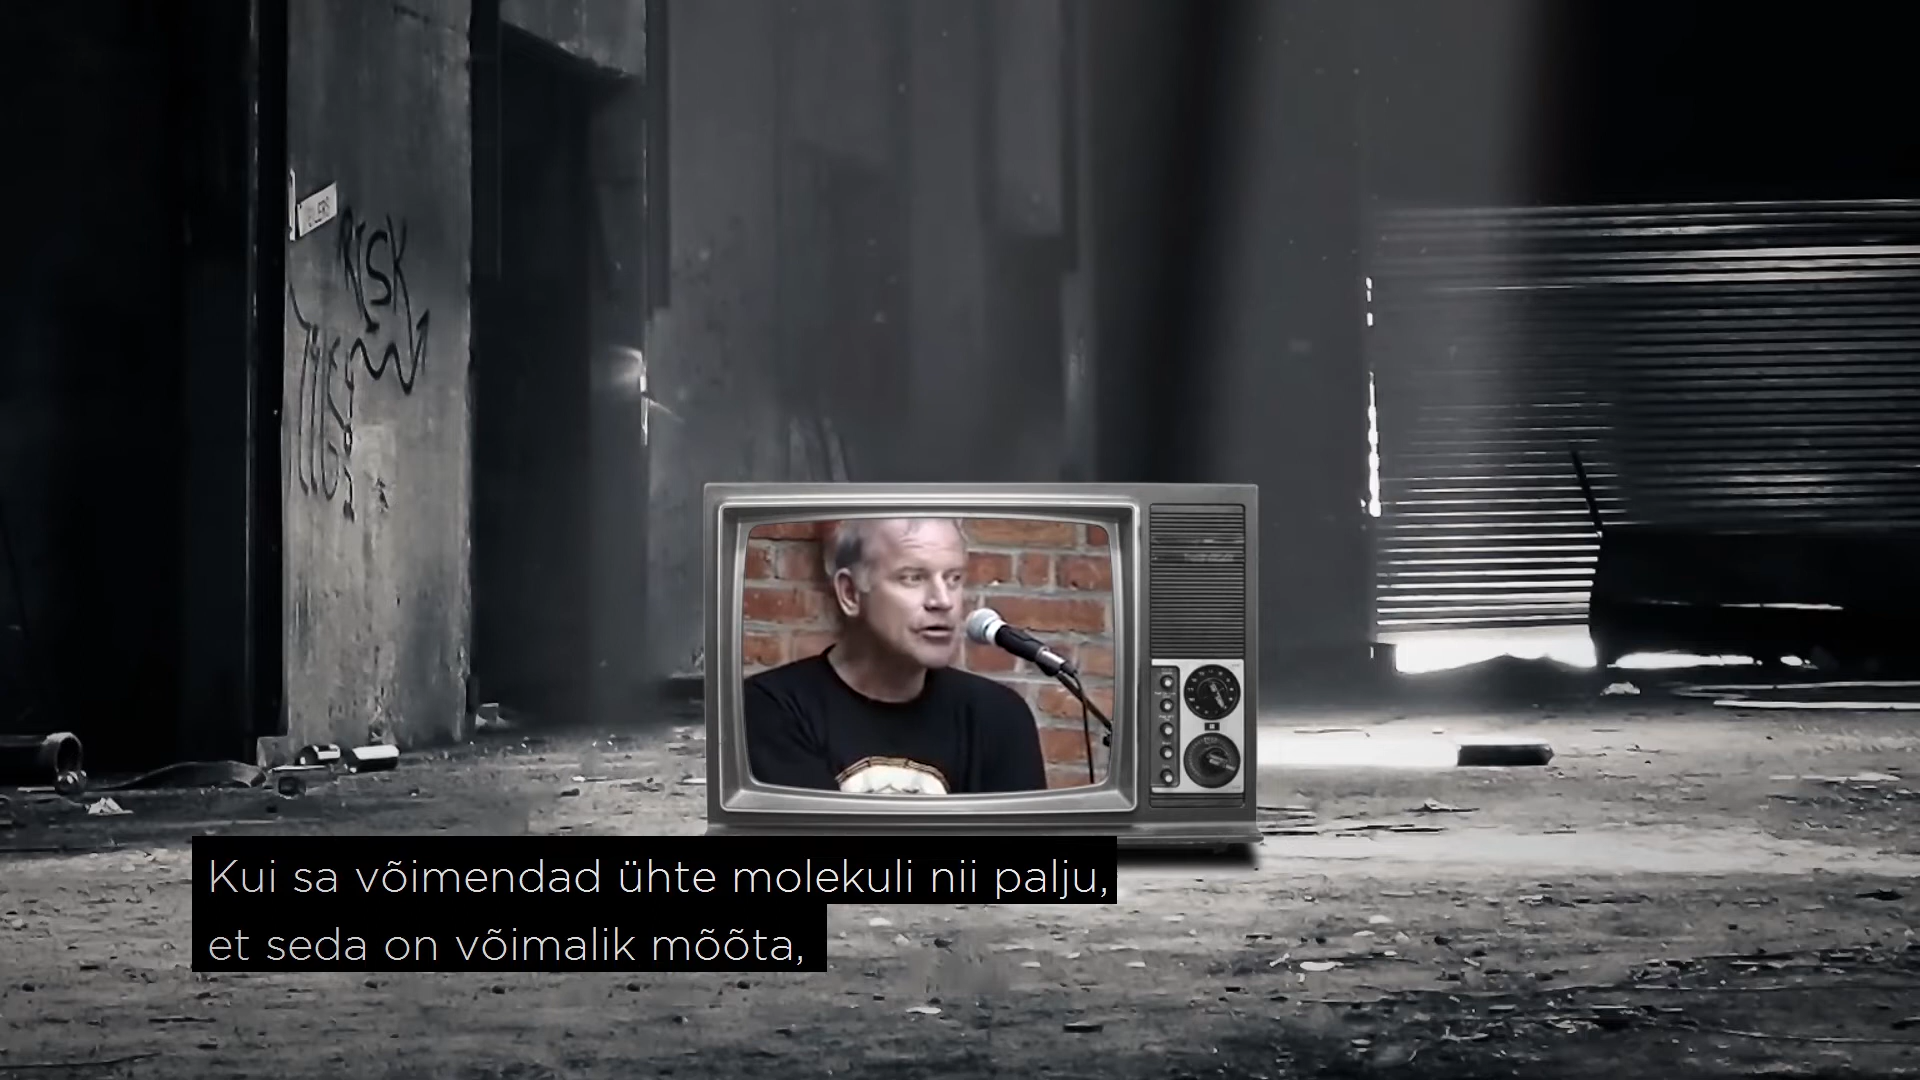 RISK
Kui sa võimendad ühte molekuli nii palju,
et seda on võimalik mõõta,